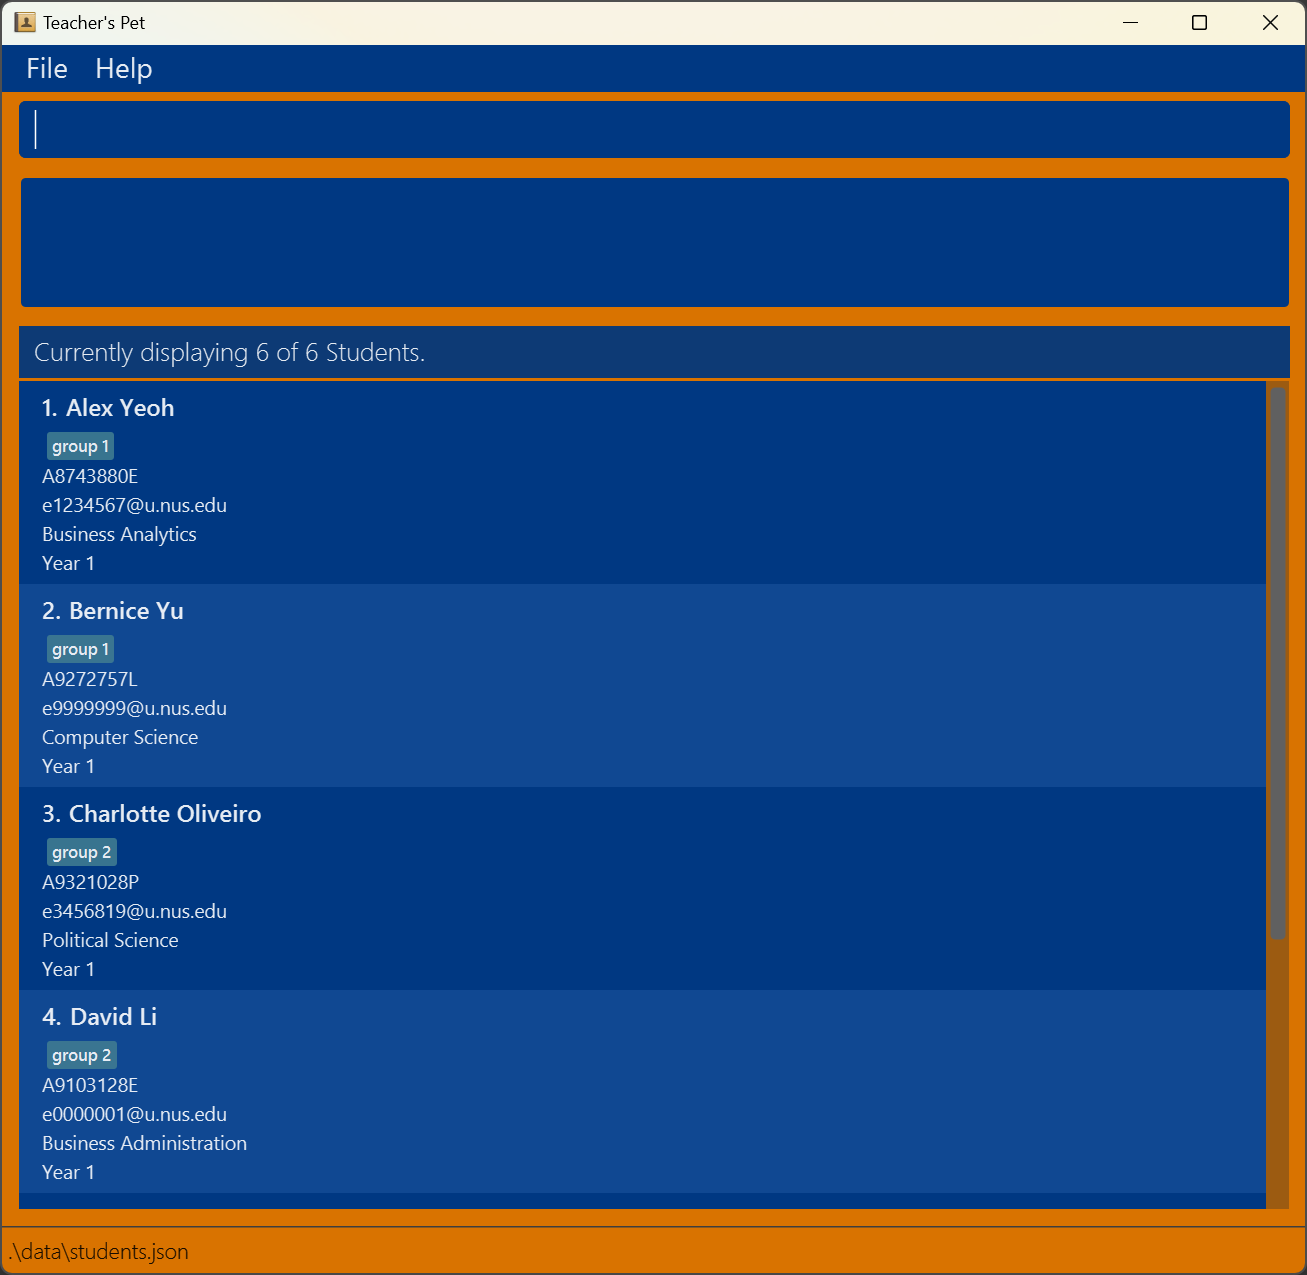 Teacher's Pet
File Help
Currently displaying 6 of 6 Students.
1. Alex Yeoh
group 1
A8743880E
e1234567@u.nus.edu
Business Analytics
Year 1
2. Bernice Yu
group 1
A9272757L
e9999999@u.nus.edu
Computer Science
Year 1
3. Charlotte Oliveiro
group 2
A9321028P
e3456819@u.nus.edu
Political Science
Year 1
4. David Li
group 2
A9103128E
e0000001@u.nus.edu
Business Administration
Year 1
.\data\students.json